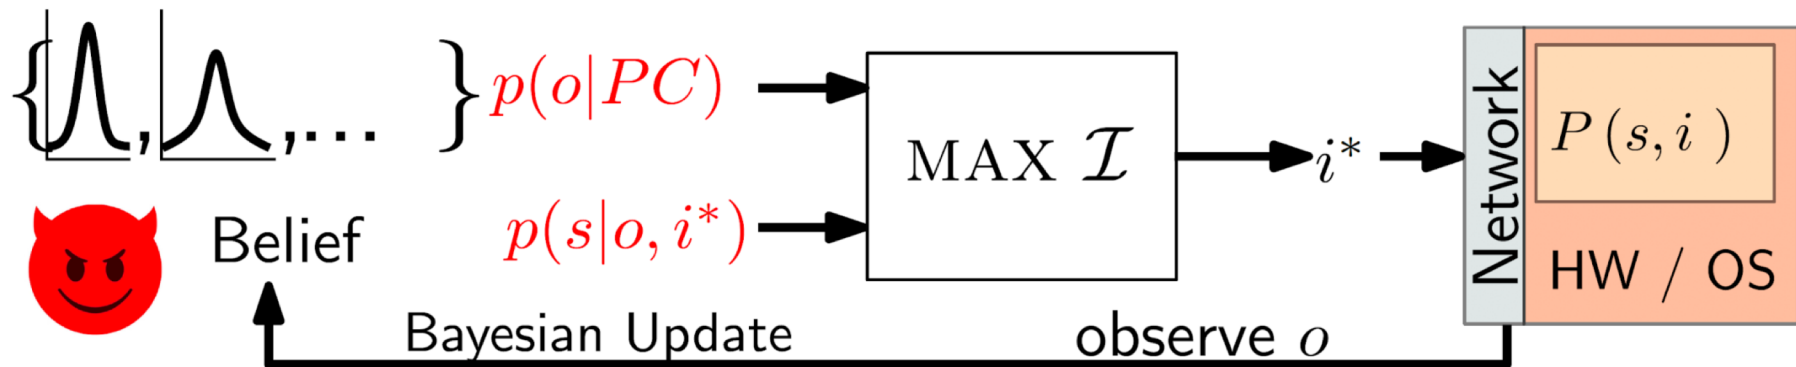 { , ,... } p(o|PC)
MAX ℐ
i*
Network
P (s, i )
Belief
p(s|o, i*)
HW / OS
Bayesian Update
observe o